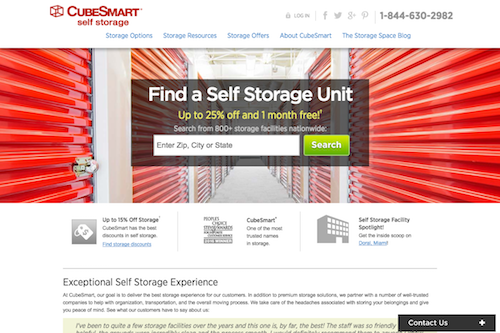 CUBESMART®
self storage
LOG IN
1-844-630-2982
Storage Options Storage Resources Storage Offers About CubeSmart The Storage Space Blog
Find a Self Storage Unit
Up to 25% off and 1 month free!†
Search from 800+ storage facilities nationwide:
Enter Zip, City or State
Search
Up to 15% Off Storage*
CubeSmart has the best
discounts in self storage.
Find storage discounts
PEOPLE'S
CHOICE
STEVIE AWARDS
CubeSmart®
One of the most
trusted names
in storage.
Self Storage Facility
Spotlight!
Get the inside scoop on
Doral, Miami!
Exceptional Self Storage Experience
At CubeSmart, our goal is to deliver the best storage experience for our customers. In addition to premium storage solutions, we partner with a number of well-trusted
companies to help with organization, transportation, and the overall moving process. We take care of the headaches associated with storing your belongings and give
you peace of mind. See what our customers have to say about us:
I've been to quite a few storage facilities over the years and this one is, by far, the best! The staff was so friendly
Contact Us